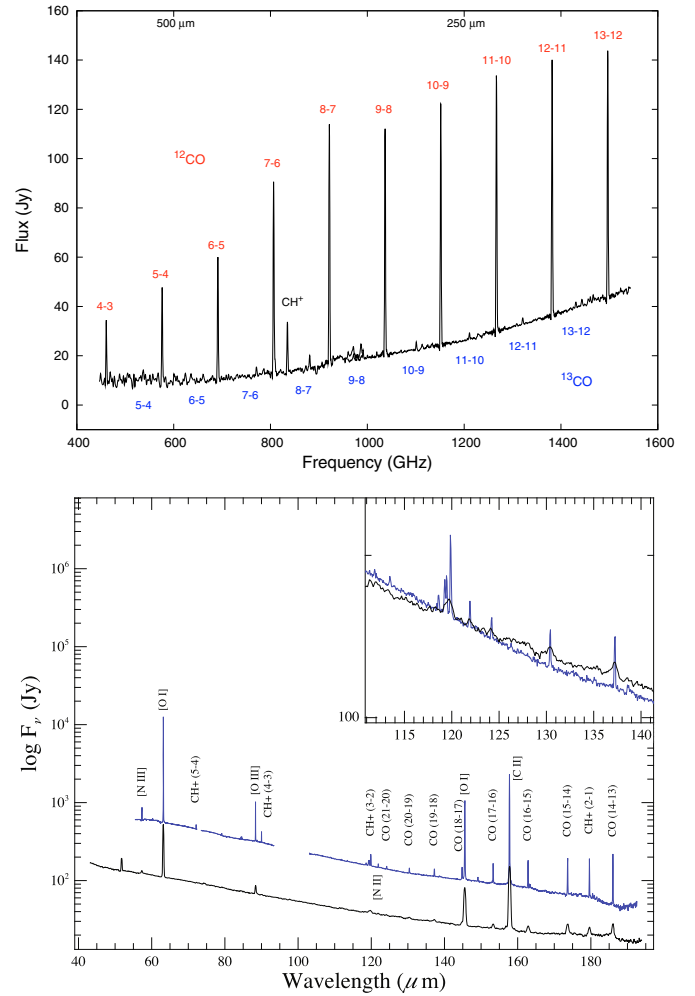 160
140
120
100
80
60
40
20
0
Flux (Jy)
500 μm
250 μm
4-3
5-4
6-5
7-6
8-7
9-8
10-9
11-10
12-11
13-12
¹²CO
CH⁺
5-4
6-5
7-6
8-7
9-8
10-9
11-10
12-11
13-12
¹³CO
400
600
800
1000
1200
1400
1600
Frequency (GHz)
log Fν (Jy)
10⁶
10⁵
10⁴
10³
10²
[N III]
[O I]
CH+ (5-4)
[O III]
CH+ (4-3)
CH+ (3-2)
[N II]
CO (21-20)
CO (20-19)
CO (19-18)
CO (18-17)
[O I]
CO (17-16)
[C II]
CO (16-15)
CO (15-14)
CH+ (2-1)
CO (14-13)
100
115
120
125
130
135
140
40
60
80
100
120
140
160
180
Wavelength (μm)